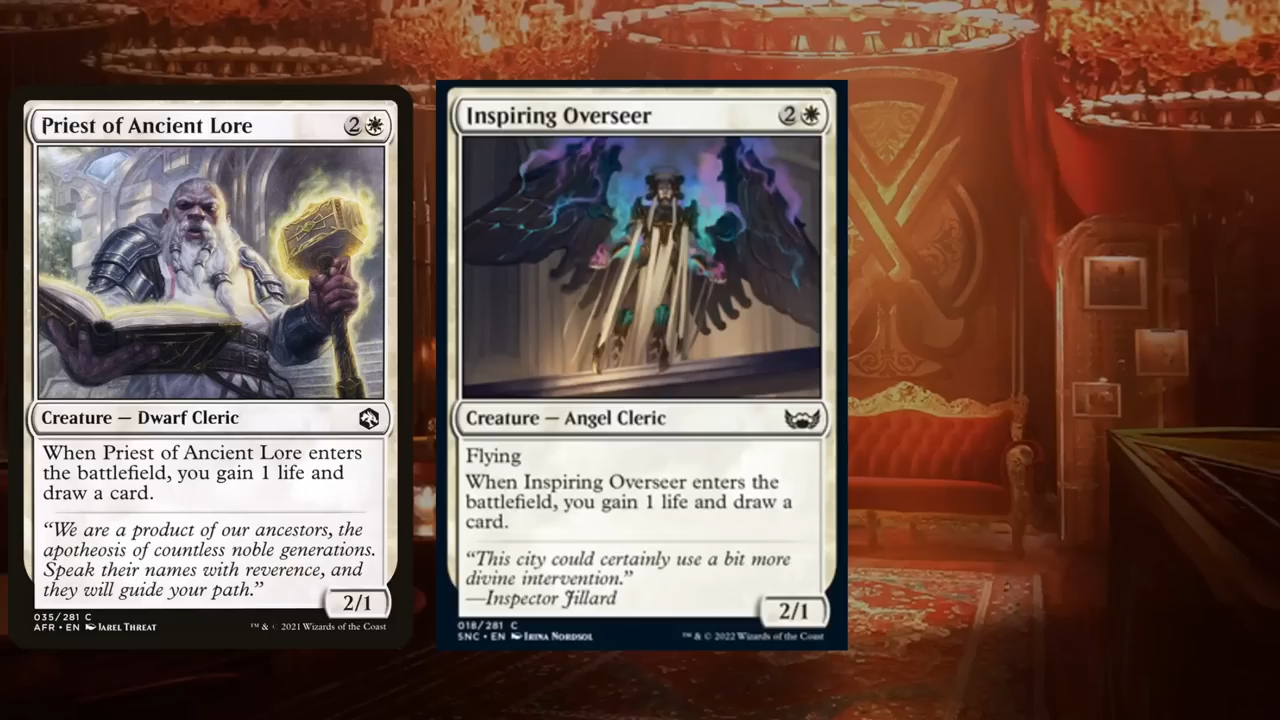 Priest of Ancient Lore 2
Creature — Dwarf Cleric
When Priest of Ancient Lore enters
the battlefield, you gain 1 life and
draw a card.
“We are a product of our ancestors, the
apotheosis of countless noble generations.
Speak their names with reverence, and
they will guide your path.”
2/1
035/281 C
AFR • EN Jarel Threat
™ & © 2021 Wizards of the Coast
Inspiring Overseer 2
Creature — Angel Cleric
Flying
When Inspiring Overseer enters the
battlefield, you gain 1 life and draw a
card.
“This city could certainly use a bit more
divine intervention.”
—Inspector Jillard
2/1
018/281 C
SNC • EN Irina Nordsol
™ & © 2022 Wizards of the Coast